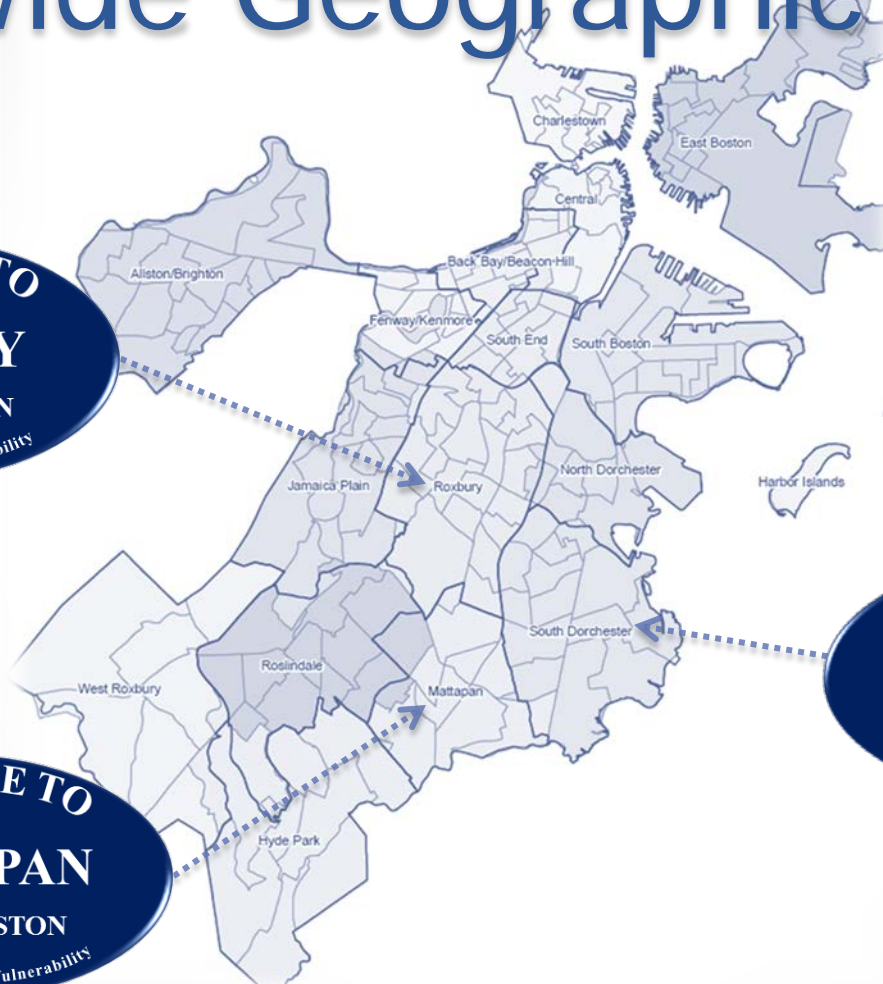 wide Geographic
Charlestown
East Boston
Central
Back Bay/Beacon Hill
Allston/Brighton
Fenway/Kenmore
South End
South Boston
TO
Y
N
bility
North Dorchester
Jamaica Plain
Roxbury
Harbor Islands
South Dorchester
Roslindale
West Roxbury
Mattapan
E TO
PAN
STON
Vulnerability
Hyde Park